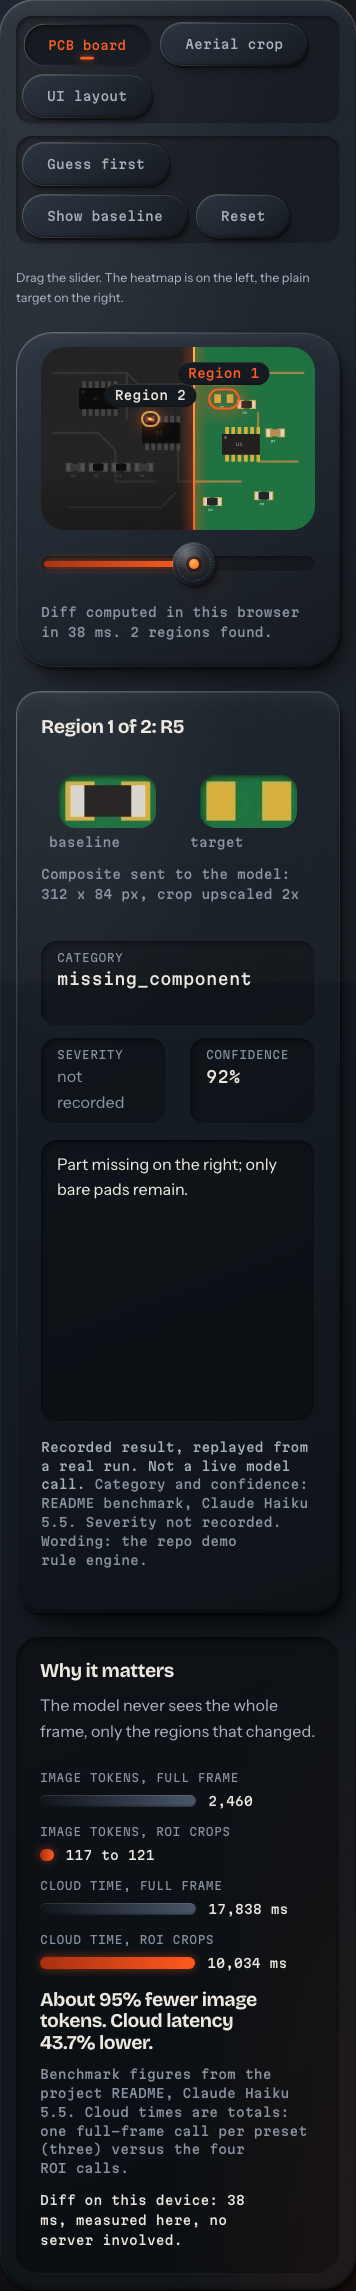 PCB board
Aerial crop
UI layout
Guess first
Show baseline
Reset
Drag the slider. The heatmap is on the left, the plain
target on the right.
Region 1
Region 2
U3
Diff computed in this browser
in 38 ms. 2 regions found.
Region 1 of 2: R5
baseline
target
Composite sent to the model:
312 x 84 px, crop upscaled 2x
CATEGORY
missing_component
SEVERITY
not
recorded
CONFIDENCE
92%
Part missing on the right; only
bare pads remain.
Recorded result, replayed from
a real run. Not a live model
call. Category and confidence:
README benchmark, Claude Haiku
5.5. Severity not recorded.
Wording: the repo demo
rule engine.
Why it matters
The model never sees the whole
frame, only the regions that changed.
IMAGE TOKENS, FULL FRAME
2,460
IMAGE TOKENS, ROI CROPS
117 to 121
CLOUD TIME, FULL FRAME
17,838 ms
CLOUD TIME, ROI CROPS
10,034 ms
About 95% fewer image
tokens. Cloud latency
43.7% lower.
Benchmark figures from the
project README, Claude Haiku
5.5. Cloud times are totals:
one full-frame call per preset
(three) versus the four
ROI calls.
Diff on this device: 38
ms, measured here, no
server involved.